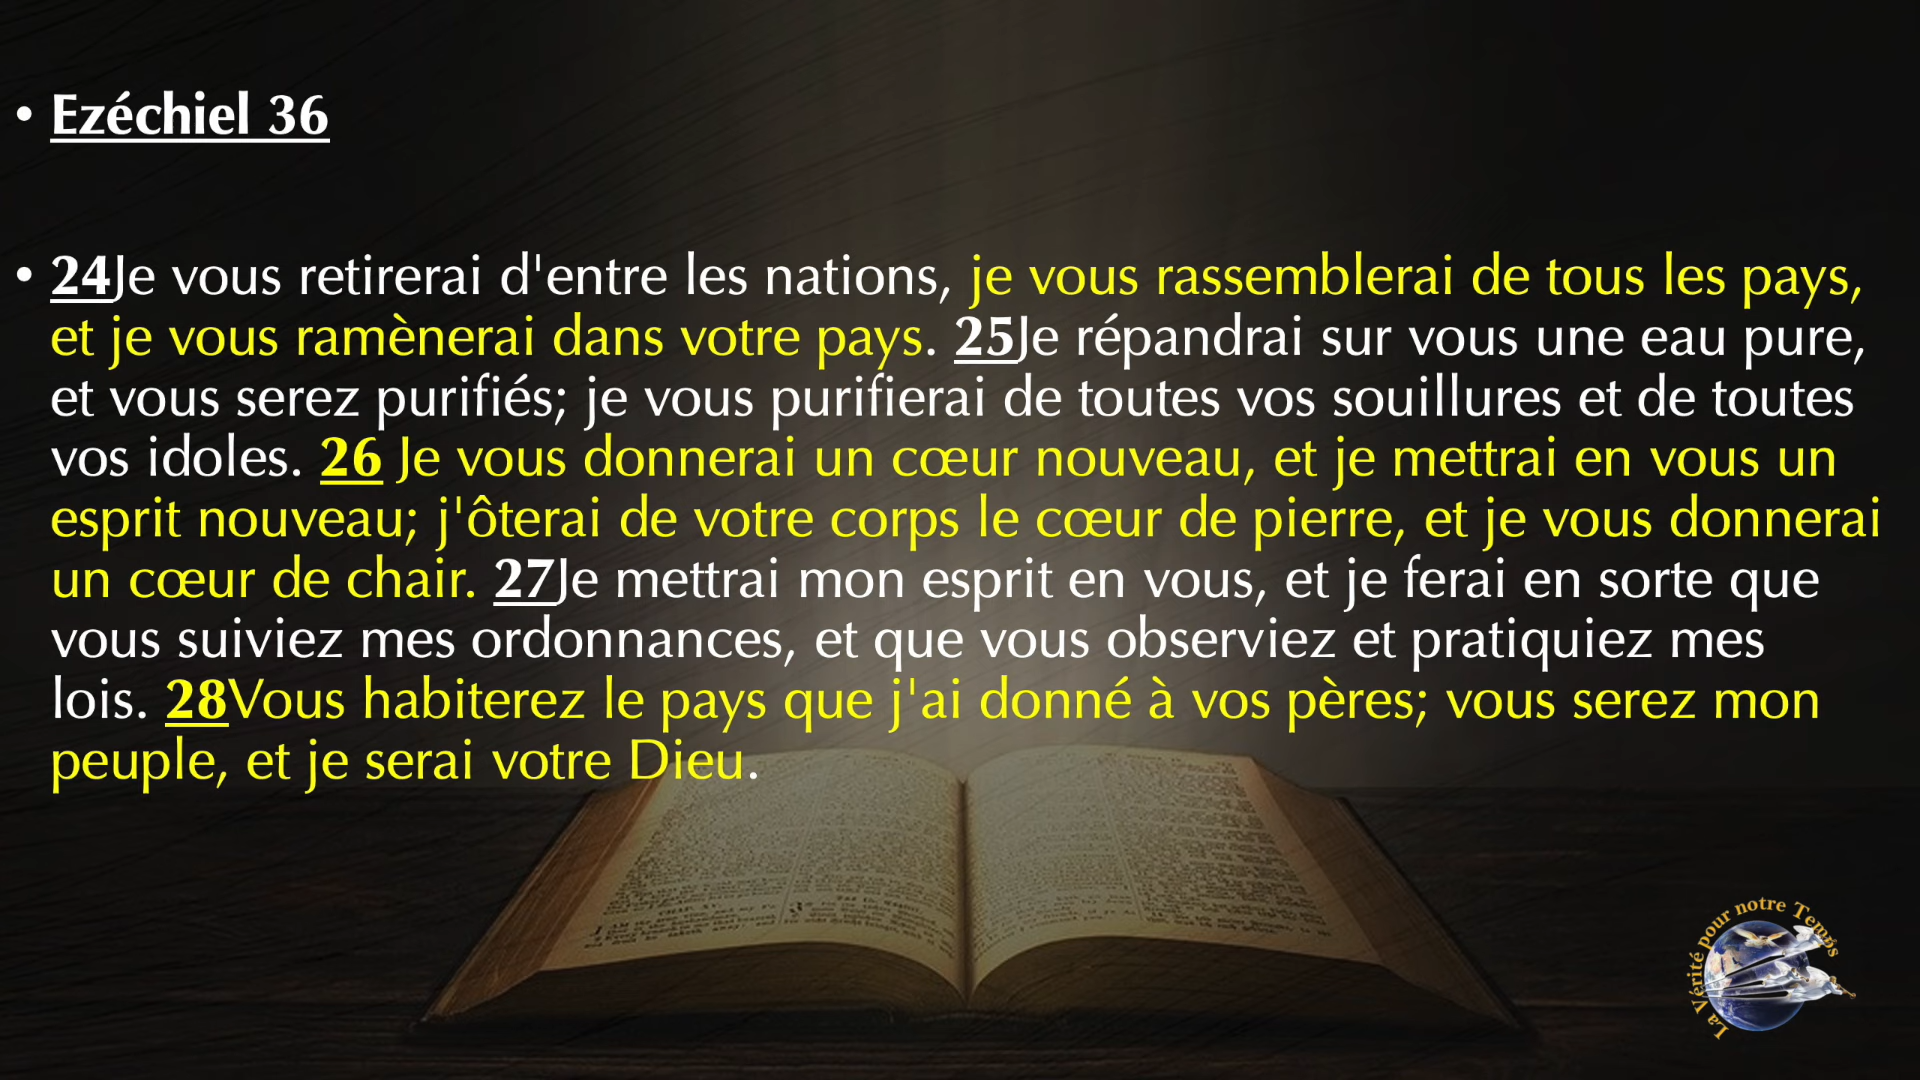 • Ezéchiel 36
• 24Je vous retirerai d'entre les nations, je vous rassemblerai de tous les pays,
et je vous ramènerai dans votre pays. 25Je répandrai sur vous une eau pure,
et vous serez purifiés; je vous purifierai de toutes vos souillures et de toutes
vos idoles. 26 Je vous donnerai un cœur nouveau, et je mettrai en vous un
esprit nouveau; j'ôterai de votre corps le cœur de pierre, et je vous donnerai
un cœur de chair. 27Je mettrai mon esprit en vous, et je ferai en sorte que
vous suiviez mes ordonnances, et que vous observiez et pratiquiez mes
lois. 28Vous habiterez le pays que j'ai donné à vos pères; vous serez mon
peuple, et je serai votre Dieu.
La Vérité pour notre Temps